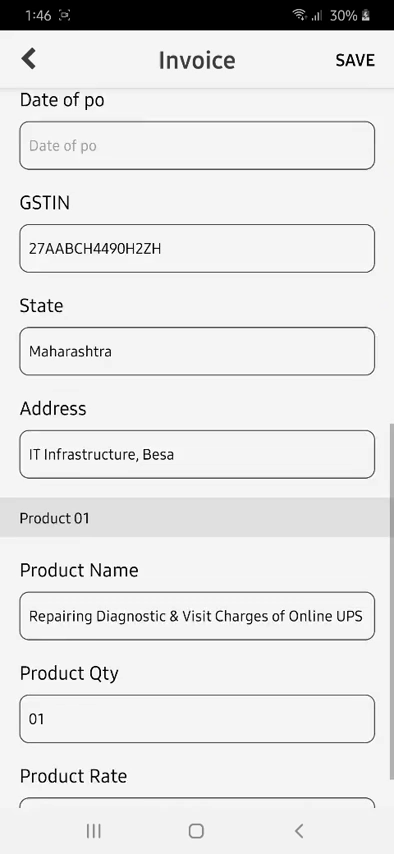 1:46 30%
Invoice SAVE
Date of po
Date of po
GSTIN
27AABCH4490H2ZH
State
Maharashtra
Address
IT Infrastructure, Besa
Product 01
Product Name
Repairing Diagnostic & Visit Charges of Online UPS
Product Qty
01
Product Rate